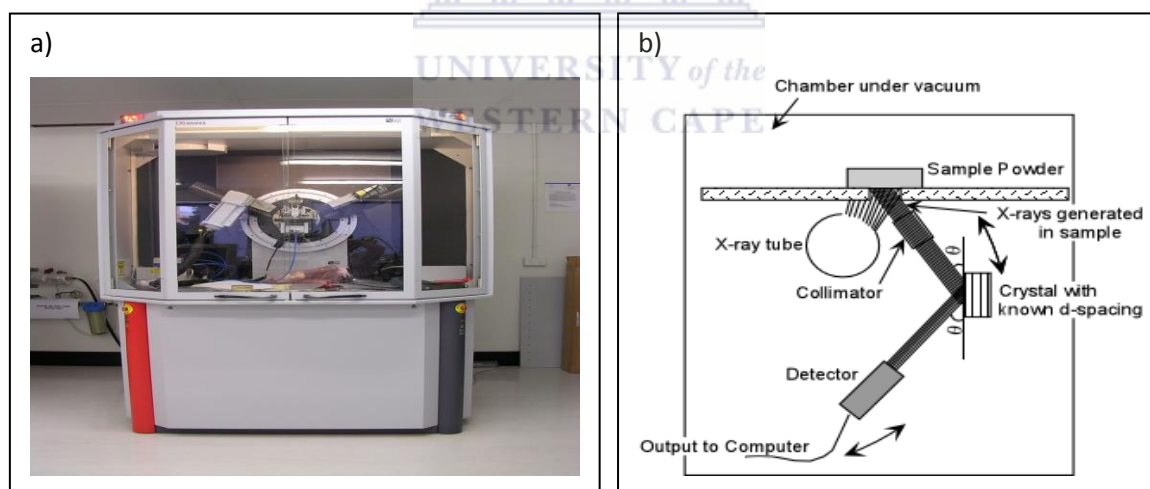 UNIVERSITY of the
WESTERN CAPE
a)
b)
Chamber under vacuum
Sample Powder
X-rays generated
in sample
X-ray tube
Collimator
θ
Crystal with
known d-spacing
θ
Detector
Output to Computer